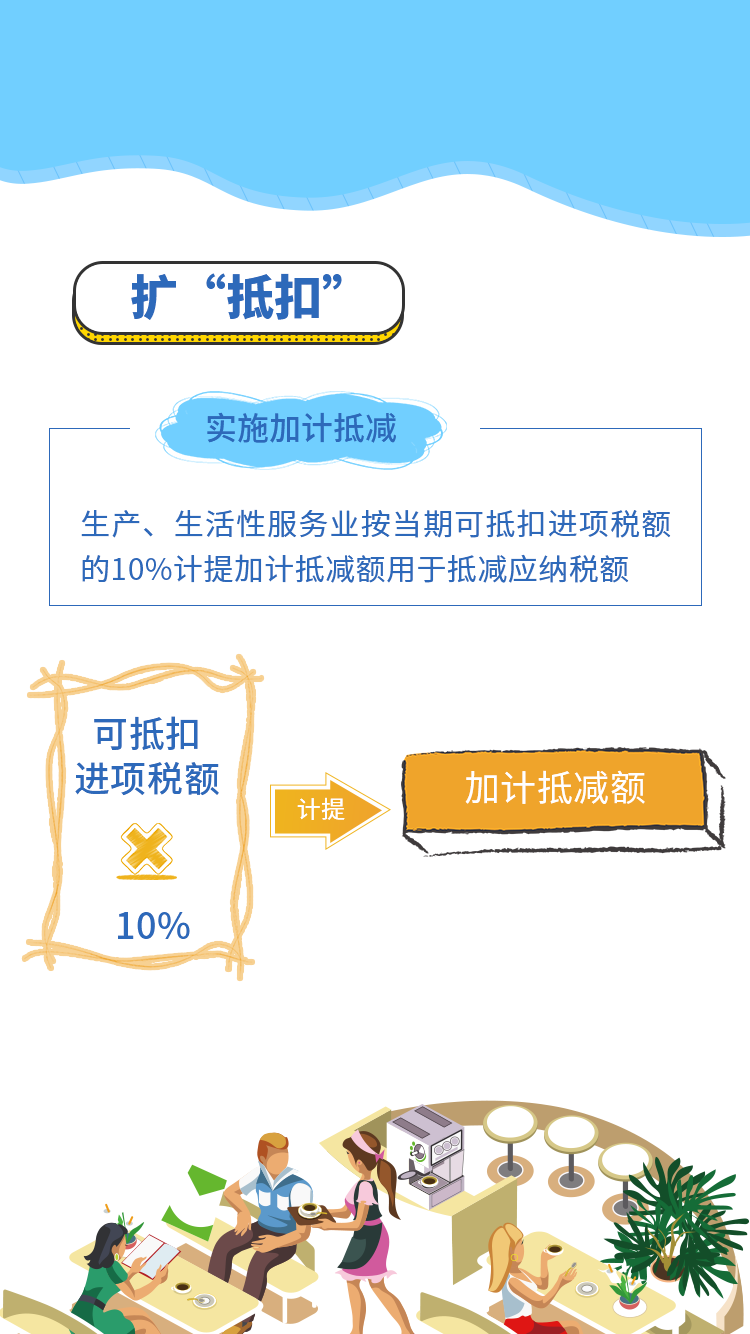 扩“抵扣”
实施加计抵减
生产、生活性服务业按当期可抵扣进项税额
的10%计提加计抵减额用于抵减应纳税额
可抵扣
进项税额
计提
加计抵减额
10%